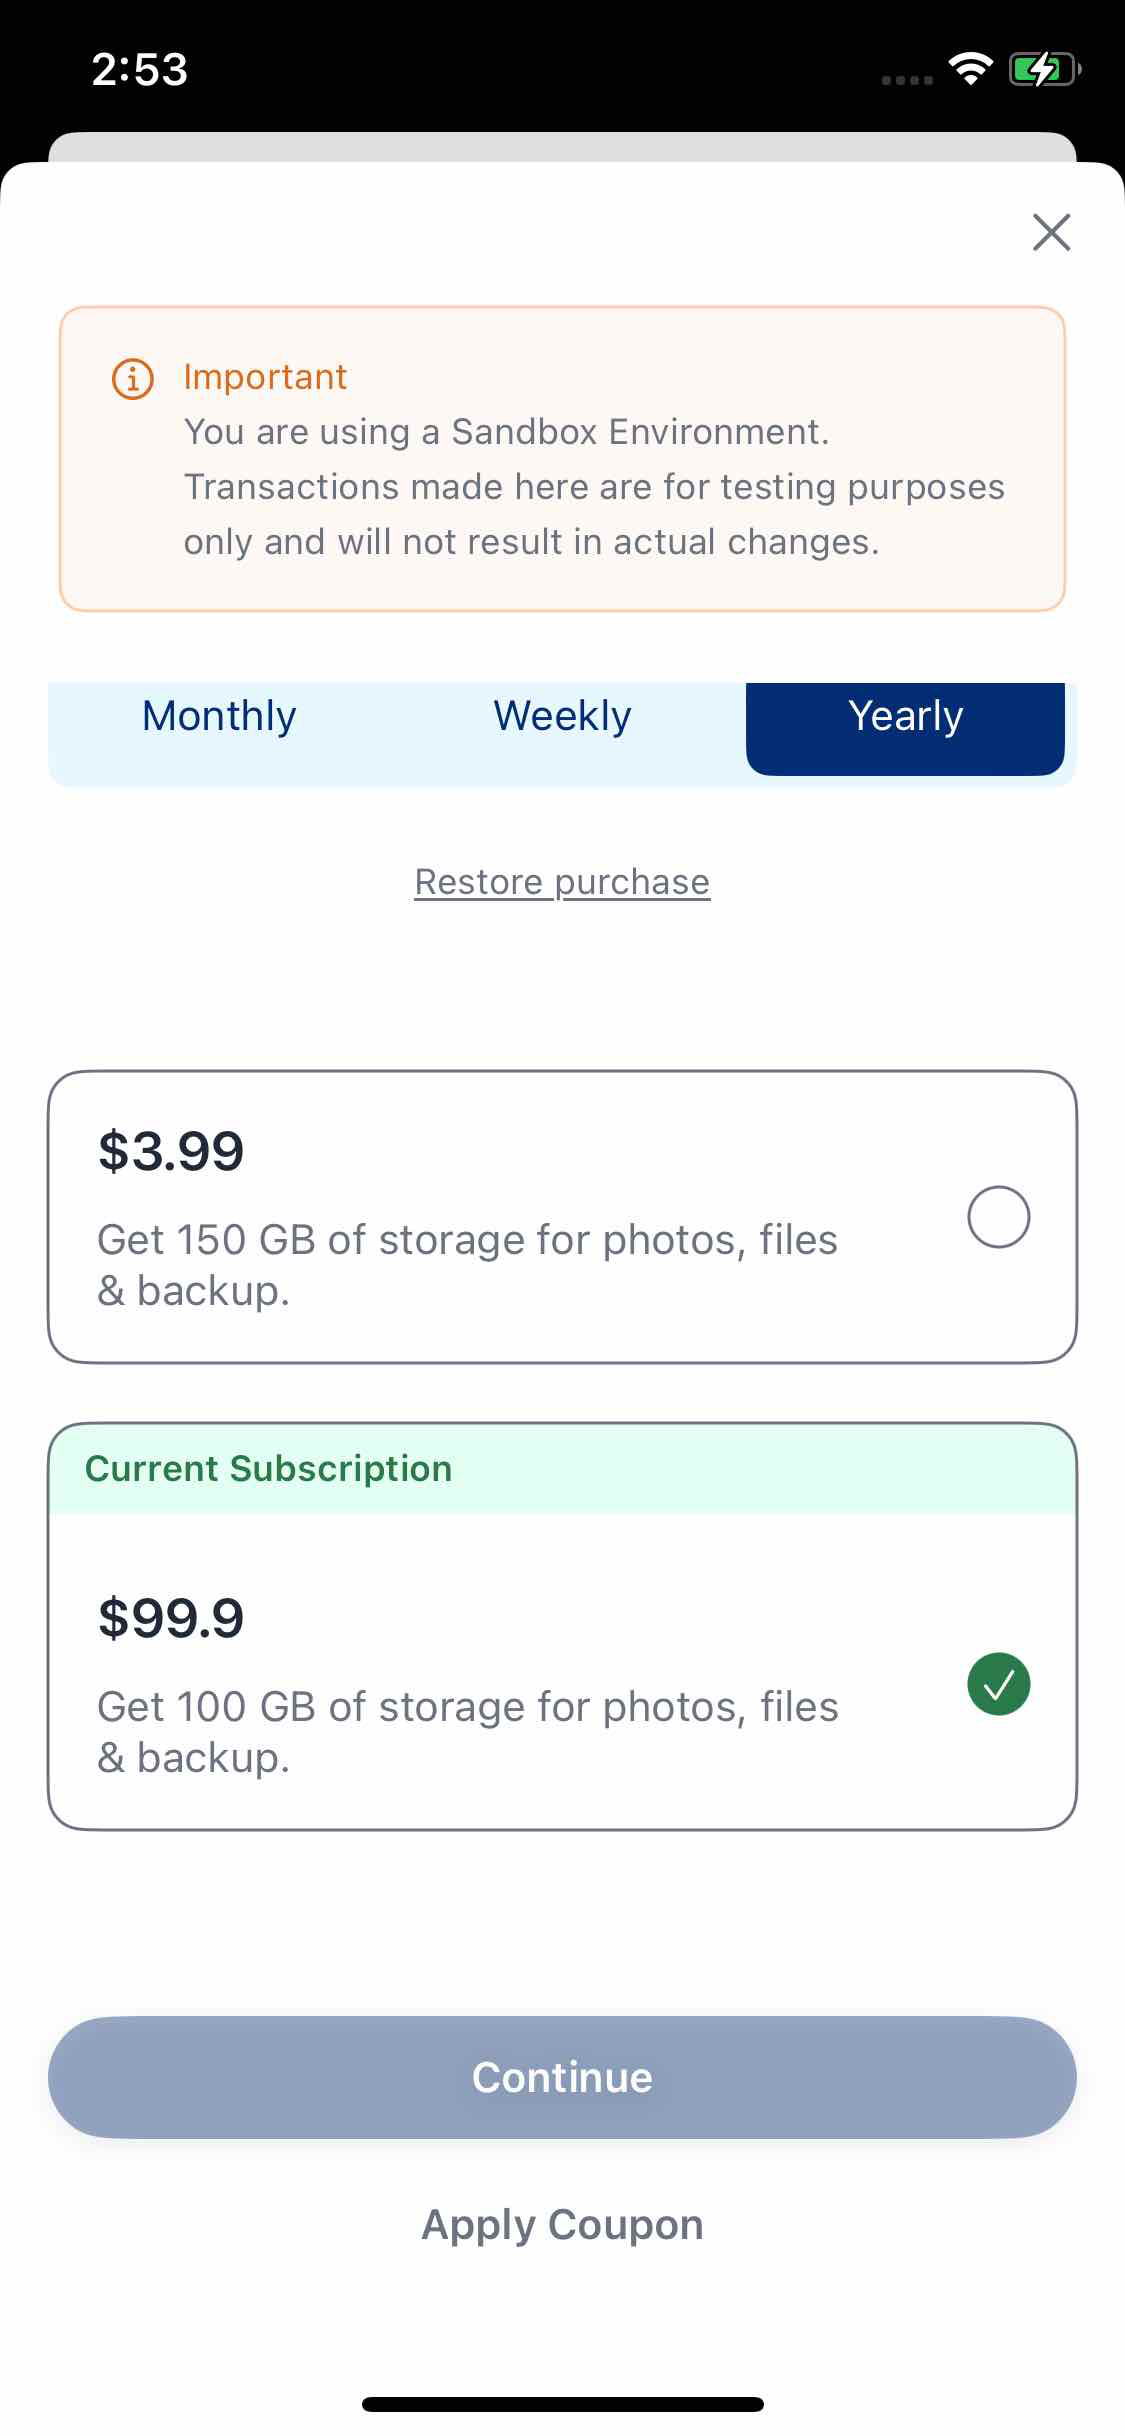 2:53
Important
You are using a Sandbox Environment.
Transactions made here are for testing purposes
only and will not result in actual changes.
Monthly Weekly Yearly
Restore purchase
$3.99
Get 150 GB of storage for photos, files
& backup.
Current Subscription
$99.9
Get 100 GB of storage for photos, files
& backup.
Continue
Apply Coupon